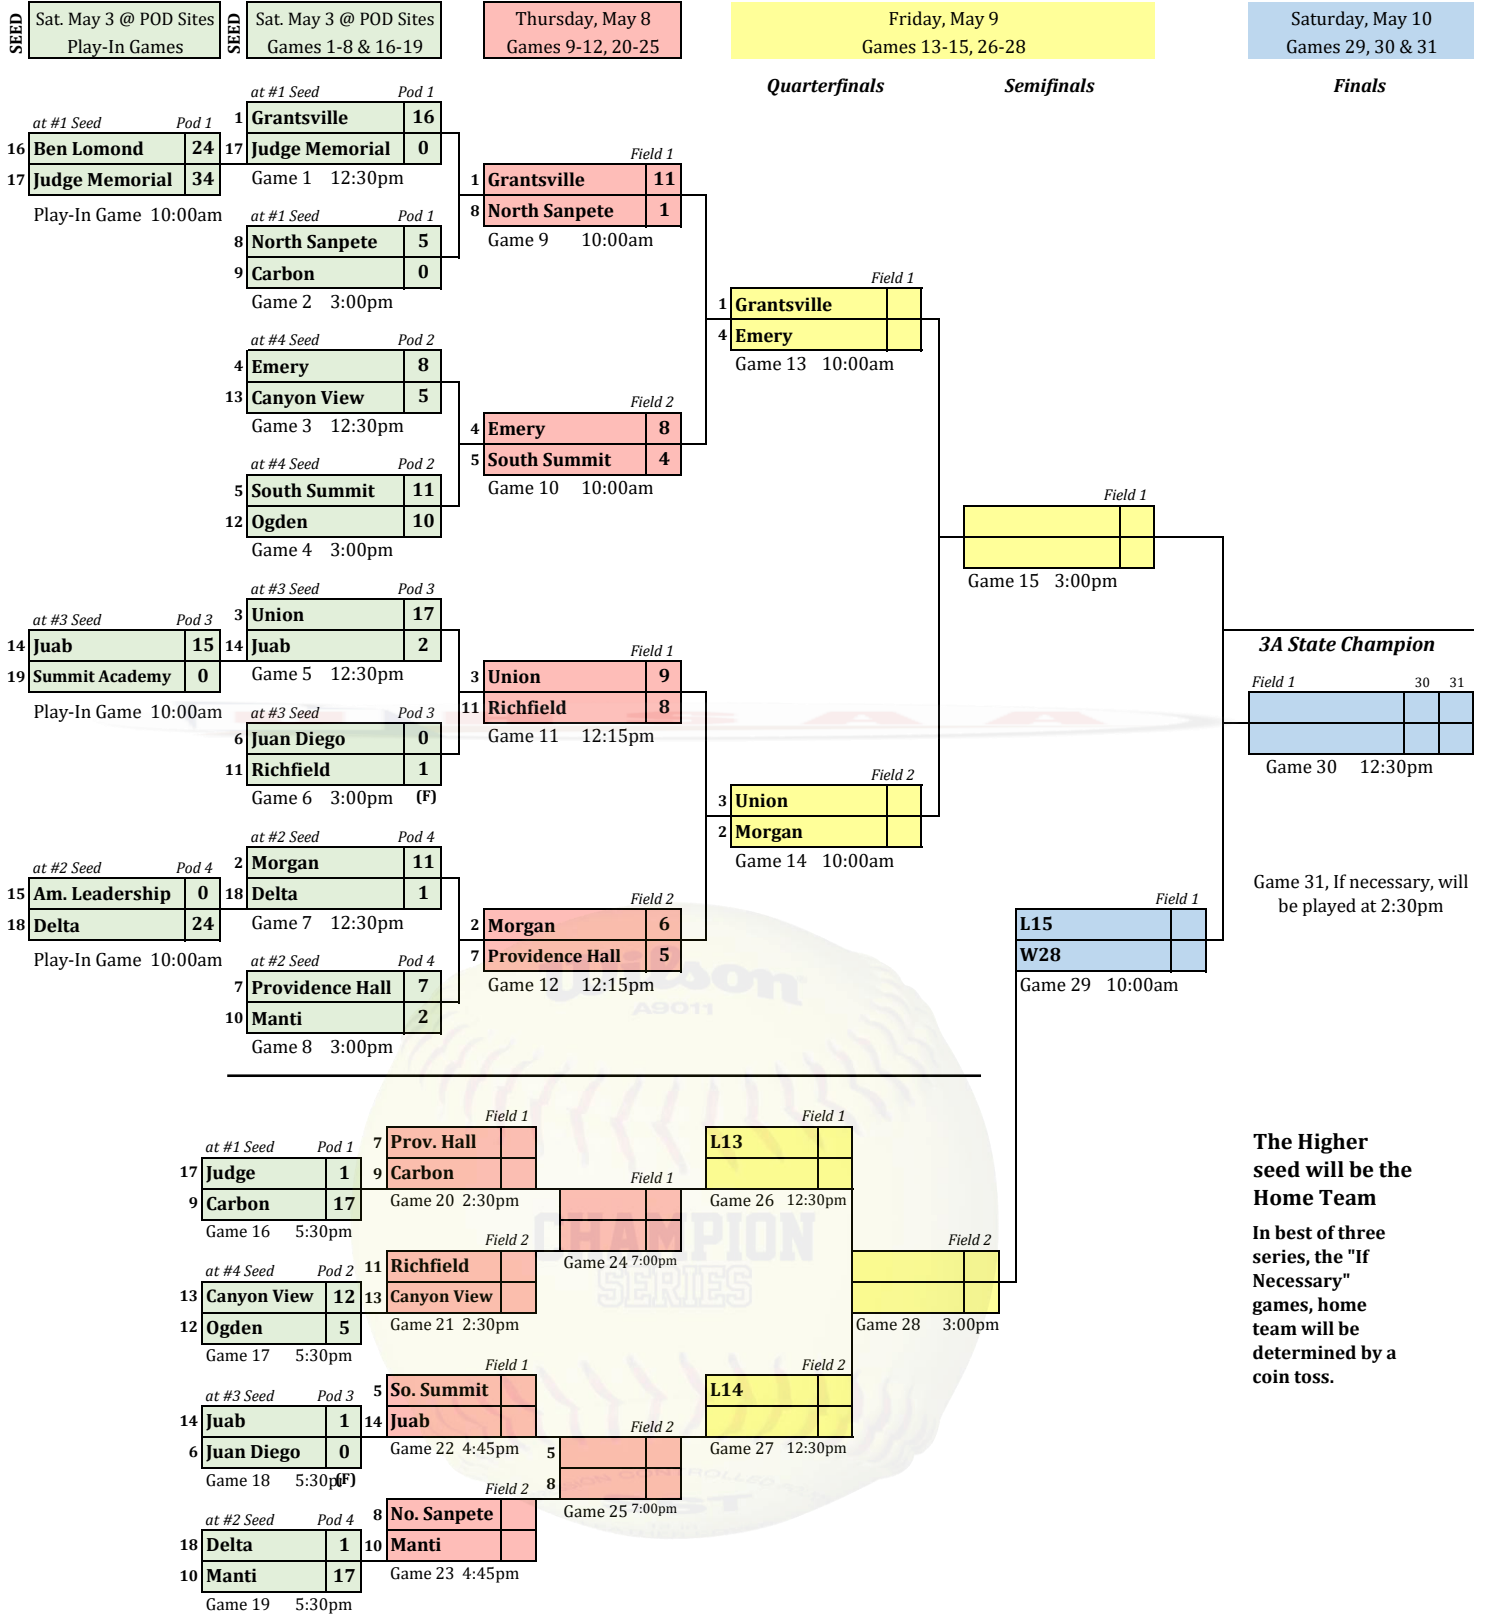 SEED
Sat. May 3 @ POD Sites
Play-In Games
SEED
Sat. May 3 @ POD Sites
Games 1-8 & 16-19
Thursday, May 8
Games 9-12, 20-25
Friday, May 9
Games 13-15, 26-28
Saturday, May 10
Games 29, 30 & 31
Quarterfinals
Semifinals
Finals
at #1 Seed Pod 1
16 Ben Lomond 24
17 Judge Memorial 34
Play-In Game 10:00am
at #3 Seed Pod 3
14 Juab 15
19 Summit Academy 0
Play-In Game 10:00am
at #2 Seed Pod 4
15 Am. Leadership 0
18 Delta 24
Play-In Game 10:00am
at #1 Seed Pod 1
1 Grantsville 16
17 Judge Memorial 0
Game 1 12:30pm
at #1 Seed Pod 1
8 North Sanpete 5
9 Carbon 0
Game 2 3:00pm
at #4 Seed Pod 2
4 Emery 8
13 Canyon View 5
Game 3 12:30pm
at #4 Seed Pod 2
5 South Summit 11
12 Ogden 10
Game 4 3:00pm
at #3 Seed Pod 3
3 Union 17
14 Juab 2
Game 5 12:30pm
at #3 Seed Pod 3
6 Juan Diego 0
11 Richfield 1
Game 6 3:00pm (F)
at #2 Seed Pod 4
2 Morgan 11
18 Delta 1
Game 7 12:30pm
at #2 Seed Pod 4
7 Providence Hall 7
10 Manti 2
Game 8 3:00pm
Field 1
1 Grantsville 11
8 North Sanpete 1
Game 9 10:00am
Field 2
4 Emery 8
5 South Summit 4
Game 10 10:00am
Field 1
3 Union 9
11 Richfield 8
Game 11 12:15pm
Field 2
2 Morgan 6
7 Providence Hall 5
Game 12 12:15pm
Field 1
1 Grantsville
4 Emery
Game 13 10:00am
Field 2
3 Union
2 Morgan
Game 14 10:00am
Field 1
Game 15 3:00pm
3A State Champion
Field 1 30 31
Game 30 12:30pm
Game 31, If necessary, will
be played at 2:30pm
Field 1
L15
W28
Game 29 10:00am
UHSAA
Wilson
A9011
CHAMPION
SERIES
at #1 Seed Pod 1
17 Judge 1
9 Carbon 17
Game 16 5:30pm
at #4 Seed Pod 2
13 Canyon View 12
12 Ogden 5
Game 17 5:30pm
at #3 Seed Pod 3
14 Juab 1
6 Juan Diego 0
Game 18 5:30pm (F)
at #2 Seed Pod 4
18 Delta 1
10 Manti 17
Game 19 5:30pm
Field 1
7 Prov. Hall
9 Carbon
Game 20 2:30pm
Field 2
11 Richfield
13 Canyon View
Game 21 2:30pm
Field 1
5 So. Summit
14 Juab
Game 22 4:45pm
Field 2
8 No. Sanpete
10 Manti
Game 23 4:45pm
Field 1
Game 24 7:00pm
Field 2
5
8
Game 25 7:00pm
Field 1
L13
Game 26 12:30pm
Field 2
L14
Game 27 12:30pm
Field 2
Game 28 3:00pm
The Higher
seed will be the
Home Team
In best of three
series, the "If
Necessary"
games, home
team will be
determined by a
coin toss.